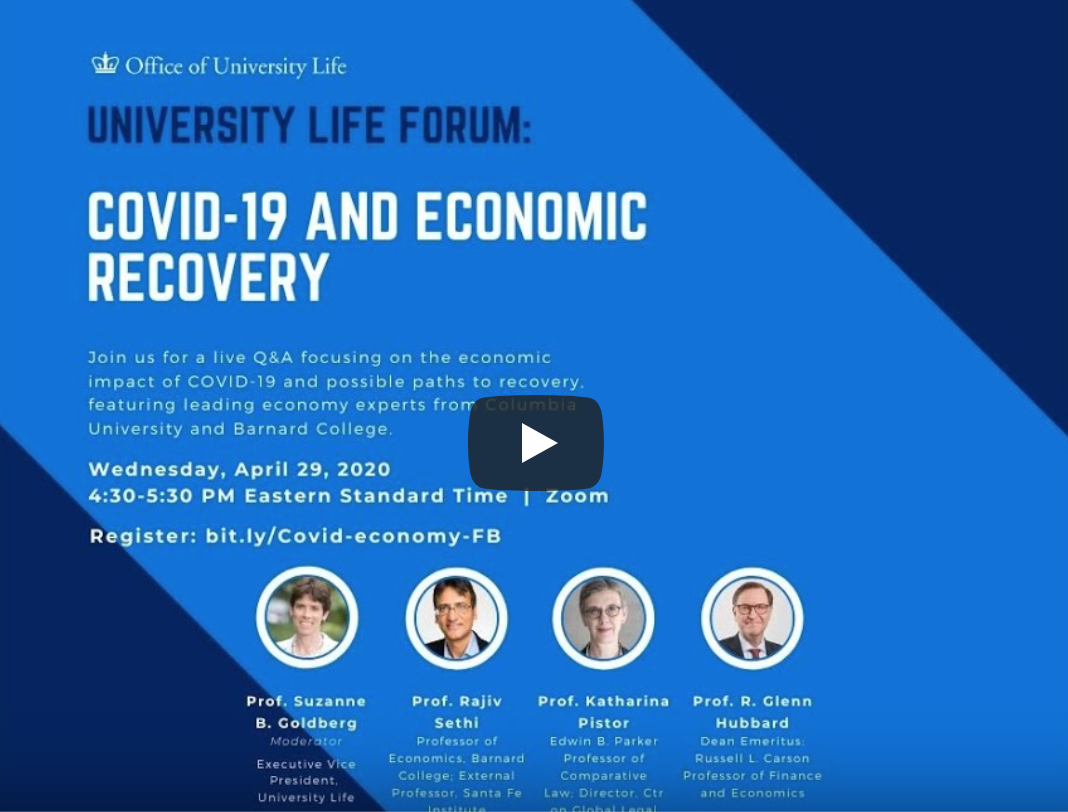 Office of University Life
UNIVERSITY LIFE FORUM:
COVID-19 AND ECONOMIC
RECOVERY
Join us for a live Q&A focusing on the economic
impact of COVID-19 and possible paths to recovery,
featuring leading economy experts from Columbia
University and Barnard College.
Wednesday, April 29, 2020
4:30-5:30 PM Eastern Standard Time | Zoom
Register: bit.ly/Covid-economy-FB
Prof. Suzanne
B. Goldberg
Moderator
Executive Vice
President,
University Life
Prof. Rajiv
Sethi
Professor of
Economics, Barnard
College; External
Professor, Santa Fe
Institute
Prof. Katharina
Pistor
Edwin B. Parker
Professor of
Comparative
Law; Director, Ctr
on Global Legal
Prof. R. Glenn
Hubbard
Dean Emeritus;
Russell L. Carson
Professor of Finance
and Economics